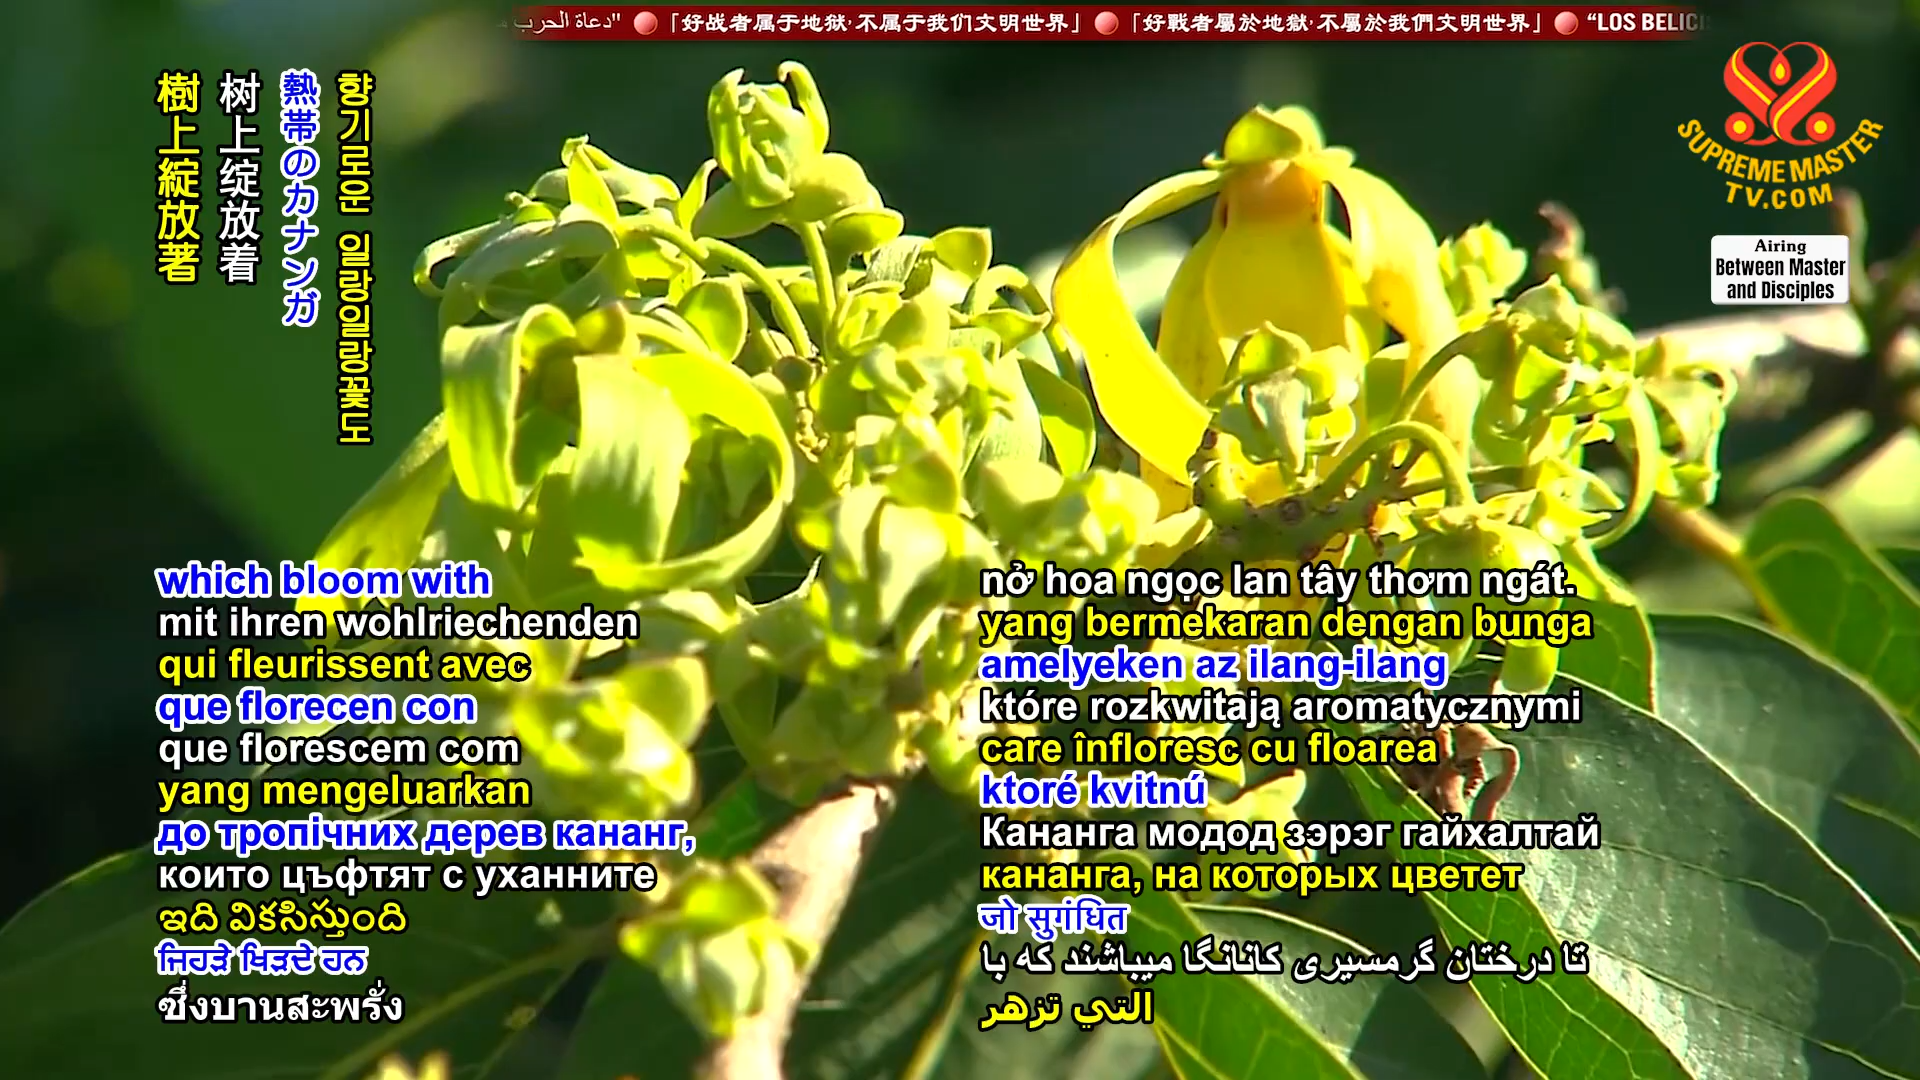 دعاة الحرب" 「好战者属于地狱，不属于我们文明世界」 「好戰者屬於地獄，不屬於我們文明世界」 “LOS BELIC
SUPREME MASTER
TV.COM
Airing
Between Master
and Disciples
향기로운 일랑일랑꽃도
熱帯のカナンガ
树上绽放着
樹上綻放著
which bloom with
mit ihren wohlriechenden
qui fleurissent avec
que florecen con
que florescem com
yang mengeluarkan
до тропічних дерев кананг,
които цъфтят с уханните
ఇది వికసిస్తుంది
ਜਿਹੜੇ ਖਿੜਦੇ ਹਨ
ซึ่งบานสะพรั่ง
nở hoa ngọc lan tây thơm ngát.
yang bermekaran dengan bunga
amelyeken az ilang-ilang
które rozkwitają aromatycznymi
care înfloresc cu floarea
ktoré kvitnú
Кананга модод зэрэг гайхалтай
кананга, на которых цветет
जो सुगंधित
تا درختان گرمسیری کانانگا میباشند که با
التي تزهر